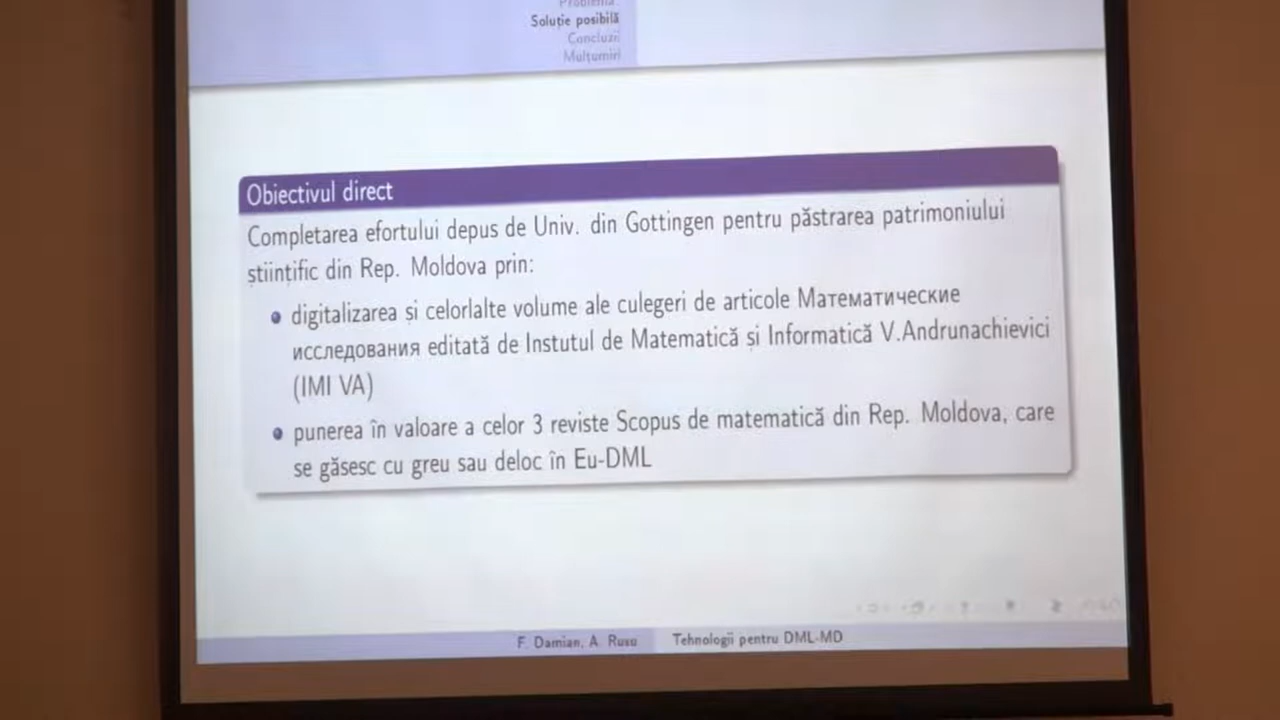 Problema
Soluție posibilă
Concluzii
Mulțumiri
Obiectivul direct
Completarea efortului depus de Univ. din Gottingen pentru păstrarea patrimoniului
științific din Rep. Moldova prin:
digitalizarea și celorlalte volume ale culegeri de articole Математические
исследования editată de Instutul de Matematică și Informatică V.Andrunachievici
(IMI VA)
punerea în valoare a celor 3 reviste Scopus de matematică din Rep. Moldova, care
se găsesc cu greu sau deloc în Eu-DML
F. Damian, A. Rusu
Tehnologii pentru DML-MD